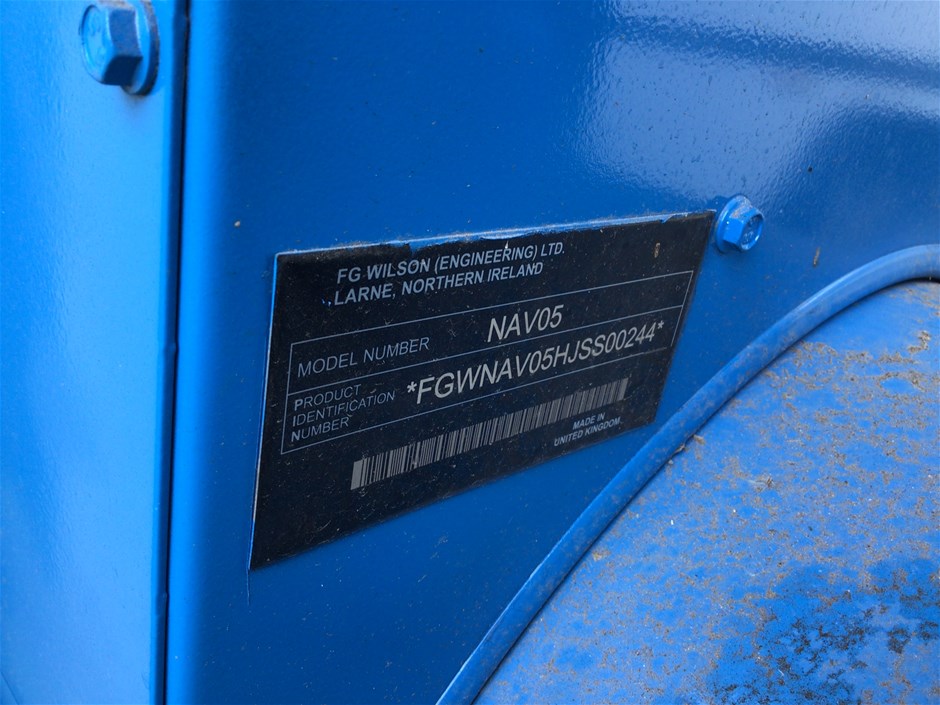 FG WILSON (ENGINEERING) LTD.
LARNE, NORTHERN IRELAND
MODEL NUMBER NAV05
PRODUCT
IDENTIFICATION *FGWNAV05HJSS00244*
NUMBER
MADE IN
UNITED KINGDOM